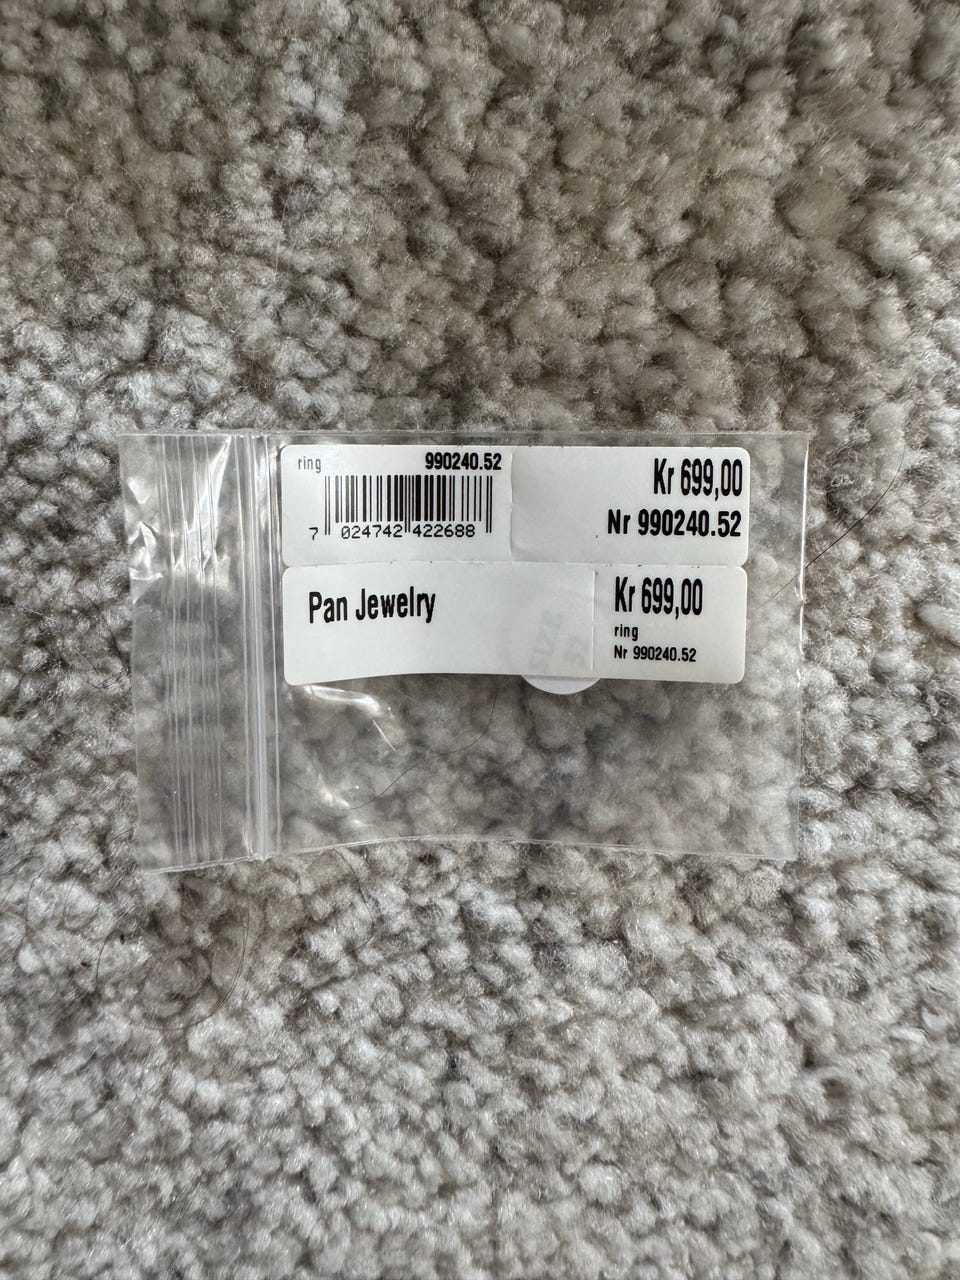 ring 990240.52
7 024742 422688
Kr 699,00
Nr 990240.52
Pan Jewelry
Kr 699,00
ring
Nr 990240.52